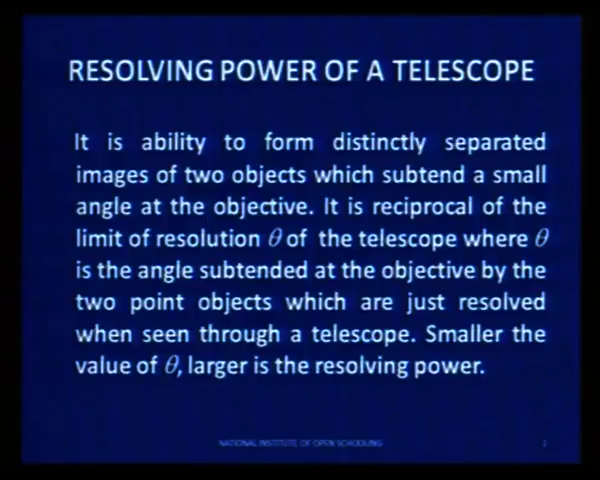 RESOLVING POWER OF A TELESCOPE
It is ability to form distinctly separated
images of two objects which subtend a small
angle at the objective. It is reciprocal of the
limit of resolution θ of the telescope where θ
is the angle subtended at the objective by the
two point objects which are just resolved
when seen through a telescope. Smaller the
value of θ, larger is the resolving power.
NATIONAL INSTITUTE OF OPEN SCHOOLING